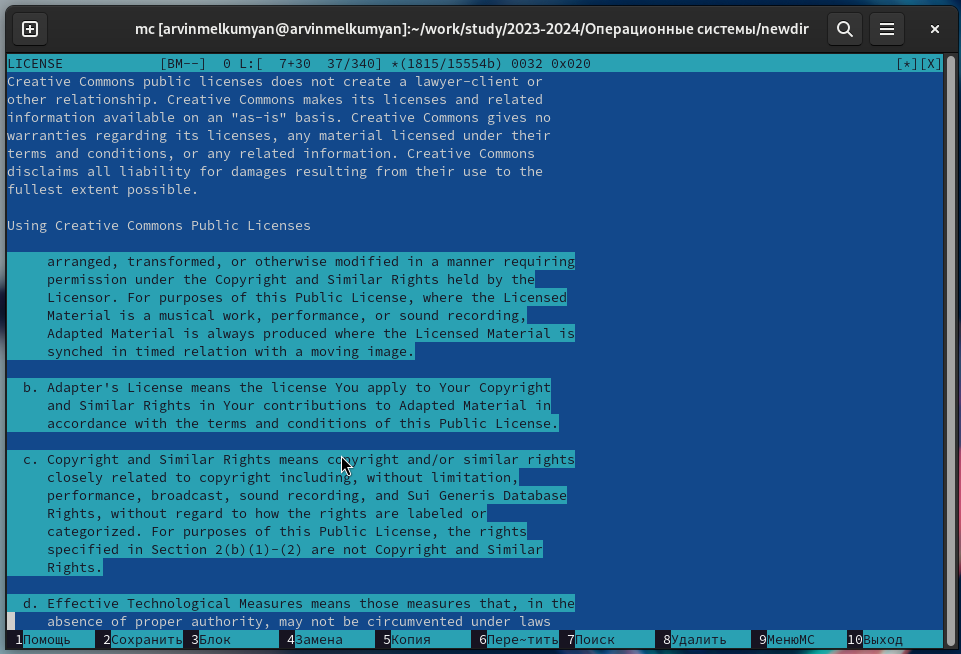 mc [arvinmelkumyan@arvinmelkumyan]:~/work/study/2023-2024/Операционные системы/newdir
LICENSE [BM--] 0 L:[ 7+30 37/340] *(1815/15554b) 0032 0x020 [*][X]
Creative Commons public licenses does not create a lawyer-client or
other relationship. Creative Commons makes its licenses and related
information available on an "as-is" basis. Creative Commons gives no
warranties regarding its licenses, any material licensed under their
terms and conditions, or any related information. Creative Commons
disclaims all liability for damages resulting from their use to the
fullest extent possible.
Using Creative Commons Public Licenses
arranged, transformed, or otherwise modified in a manner requiring
permission under the Copyright and Similar Rights held by the
Licensor. For purposes of this Public License, where the Licensed
Material is a musical work, performance, or sound recording,
Adapted Material is always produced where the Licensed Material is
synched in timed relation with a moving image.
b. Adapter's License means the license You apply to Your Copyright
and Similar Rights in Your contributions to Adapted Material in
accordance with the terms and conditions of this Public License.
c. Copyright and Similar Rights means copyright and/or similar rights
closely related to copyright including, without limitation,
performance, broadcast, sound recording, and Sui Generis Database
Rights, without regard to how the rights are labeled or
categorized. For purposes of this Public License, the rights
specified in Section 2(b)(1)-(2) are not Copyright and Similar
Rights.
d. Effective Technological Measures means those measures that, in the
absence of proper authority, may not be circumvented under laws
1Помощь 2Сохранить 3Блок 4Замена 5Копия 6Пере~тить 7Поиск 8Удалить 9МенюMC 10Выход